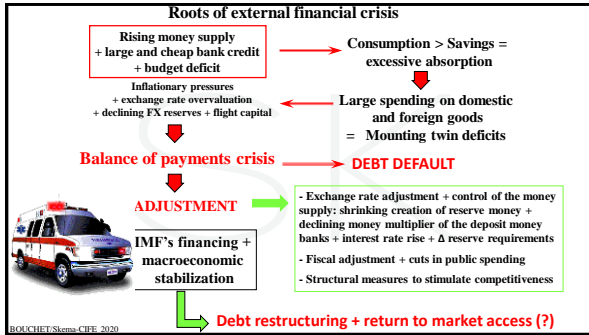 Roots of external financial crisis
Rising money supply
+ large and cheap bank credit
+ budget deficit
Consumption > Savings =
excessive absorption
Inflationary pressures
+ exchange rate overvaluation
+ declining FX reserves + flight capital
Large spending on domestic
and foreign goods
= Mounting twin deficits
Balance of payments crisis
DEBT DEFAULT
ADJUSTMENT
- Exchange rate adjustment + control of the money
supply: shrinking creation of reserve money +
declining money multiplier of the deposit money
banks + interest rate rise + Δ reserve requirements
- Fiscal adjustment + cuts in public spending
- Structural measures to stimulate competitiveness
IMF's financing +
macroeconomic
stabilization
Debt restructuring + return to market access (?)
BOUCHET/Skema-CIFE 2020